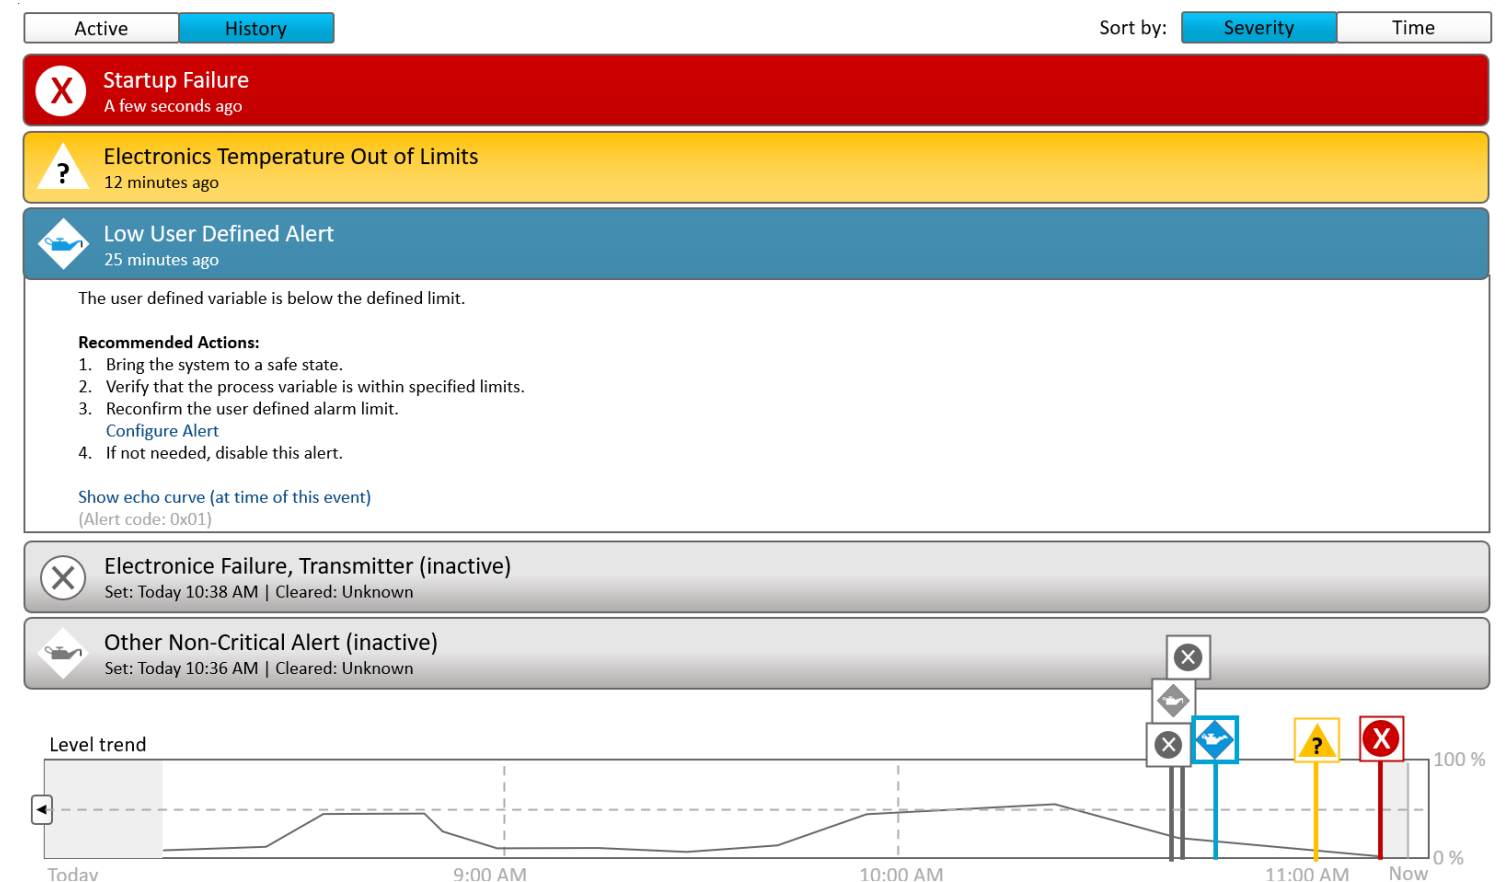 Active History Sort by: Severity Time
X Startup Failure
A few seconds ago
? Electronics Temperature Out of Limits
12 minutes ago
Low User Defined Alert
25 minutes ago
The user defined variable is below the defined limit.
Recommended Actions:
1. Bring the system to a safe state.
2. Verify that the process variable is within specified limits.
3. Reconfirm the user defined alarm limit.
Configure Alert
4. If not needed, disable this alert.
Show echo curve (at time of this event)
(Alert code: 0x01)
Electronice Failure, Transmitter (inactive)
Set: Today 10:38 AM | Cleared: Unknown
Other Non-Critical Alert (inactive)
Set: Today 10:36 AM | Cleared: Unknown
Level trend
? X
100 %
0 %
Today 9:00 AM 10:00 AM 11:00 AM Now